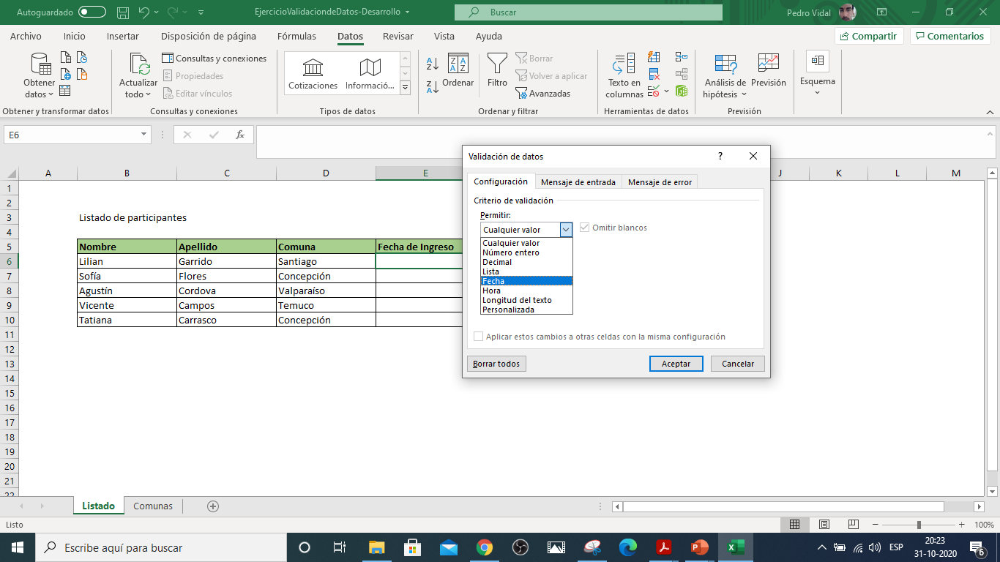 Autoguardado
EjercicioValidaciondeDatos-Desarrollo
Buscar
Pedro Vidal
Archivo Inicio Insertar Disposición de página Fórmulas Datos Revisar Vista Ayuda Compartir Comentarios
Obtener datos
Obtener y transformar datos
Actualizar todo
Consultas y conexiones
Propiedades
Editar vínculos
Consultas y conexiones
Cotizaciones
Informació...
Tipos de datos
Ordenar
Filtro
Borrar
Volver a aplicar
Avanzadas
Ordenar y filtrar
Texto en columnas
Herramientas de datos
Análisis de hipótesis
Previsión
Previsión
Esquema
E6
fx
A B C D E J K L M
1
2
3 Listado de participantes
4
5 Nombre Apellido Comuna Fecha de Ingreso
6 Lilian Garrido Santiago
7 Sofía Flores Concepción
8 Agustín Cordova Valparaíso
9 Vicente Campos Temuco
10 Tatiana Carrasco Concepción
11
12
13
14
15
16
17
18
19
20
21
22
Validación de datos
?
Configuración Mensaje de entrada Mensaje de error
Criterio de validación
Permitir:
Cualquier valor
Omitir blancos
Cualquier valor
Número entero
Decimal
Lista
Fecha
Hora
Longitud del texto
Personalizada
Aplicar estos cambios a otras celdas con la misma configuración
Borrar todos Aceptar Cancelar
Listado Comunas
Listo
100%
Escribe aquí para buscar
ESP
20:23
31-10-2020
6